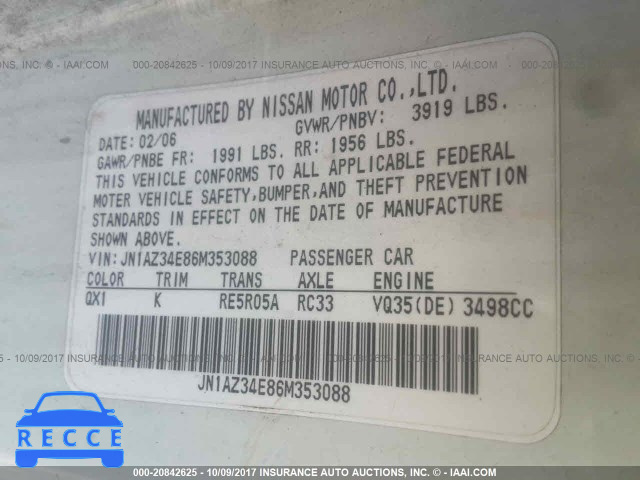 000-20842625 - 10/09/2017 INSURANCE AUTO AUCTIONS, INC. - © - IAAI.COM
MANUFACTURED BY NISSAN MOTOR CO.,LTD.
DATE: 02/06 GVWR/PNBV: 3919 LBS.
GAWR/PNBE FR: 1991 LBS. RR: 1956 LBS.
THIS VEHICLE CONFORMS TO ALL APPLICABLE FEDERAL
MOTER VEHICLE SAFETY,BUMPER,AND THEFT PREVENTION
STANDARDS IN EFFECT ON THE DATE OF MANUFACTURE
SHOWN ABOVE.
VIN:JN1AZ34E86M353088 PASSENGER CAR
COLOR TRIM TRANS AXLE ENGINE
QX1 K RE5R05A RC33 VQ35(DE) 3498CC
JN1AZ34E86M353088
RECCE
000-20842625 - 10/09/2017 INSURANCE AUTO AUCTIONS, INC. - © - IAAI.COM